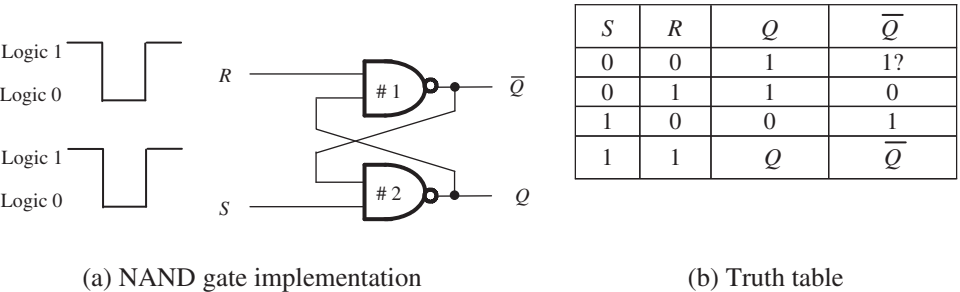 Logic 1
Logic 0
Logic 1
Logic 0
R
S
# 1
# 2
Q̅
Q
(a) NAND gate implementation
S R Q Q̅
0 0 1 1?
0 1 1 0
1 0 0 1
1 1 Q Q̅
(b) Truth table